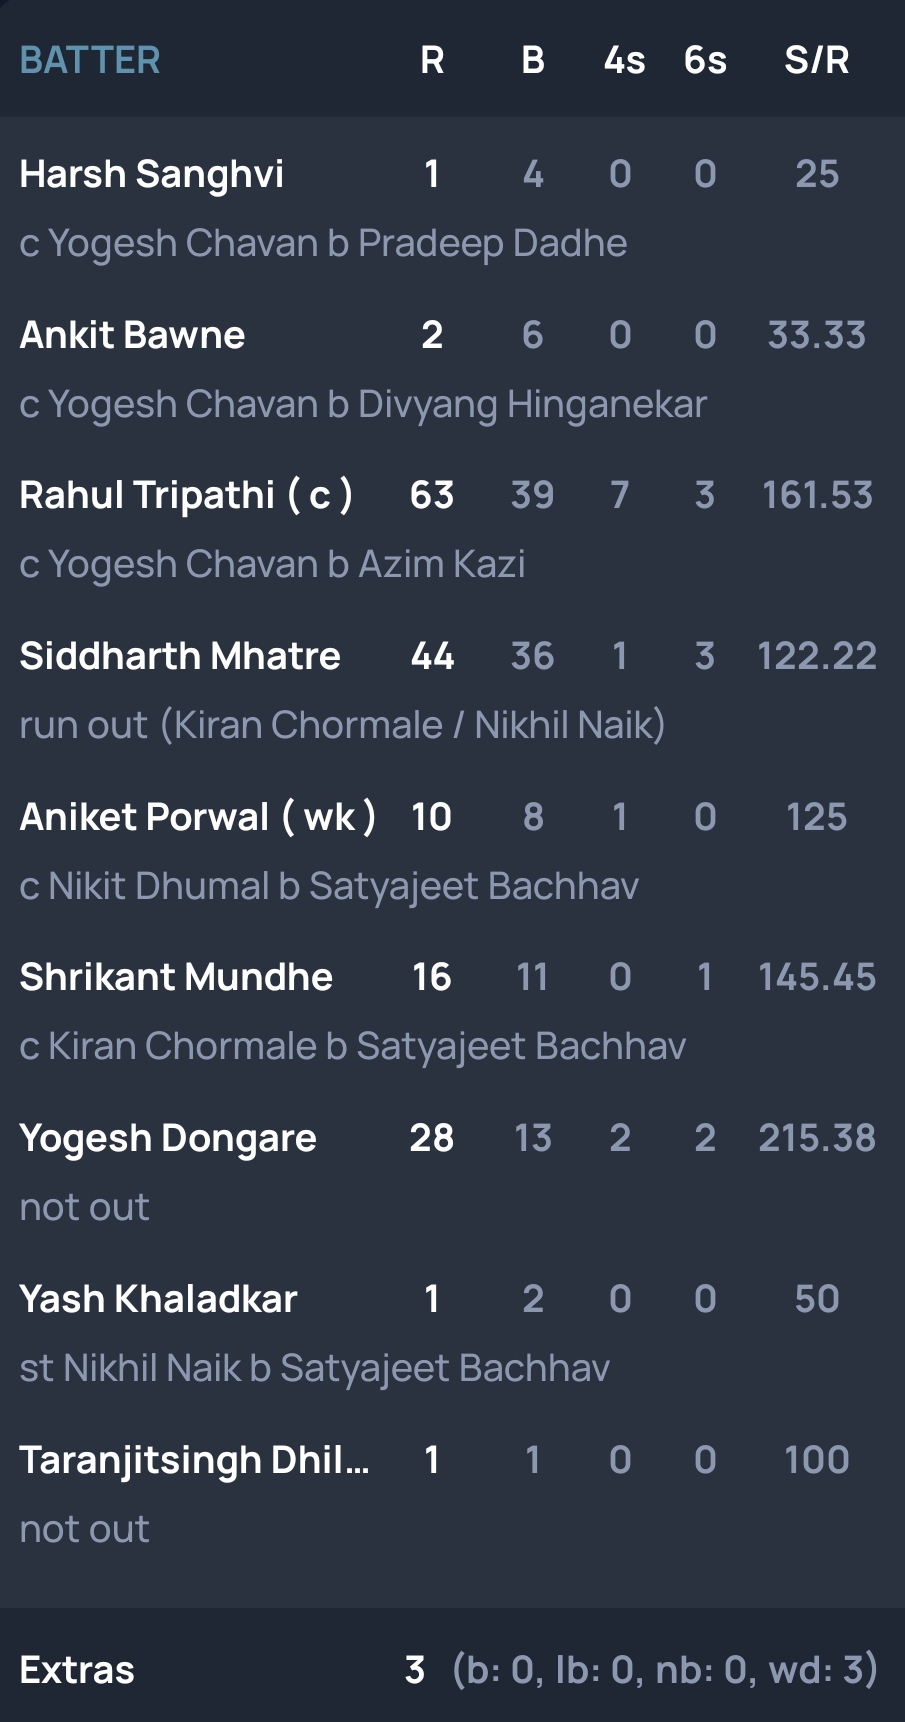 BATTER R B 4s 6s S/R
Harsh Sanghvi 1 4 0 0 25
c Yogesh Chavan b Pradeep Dadhe
Ankit Bawne 2 6 0 0 33.33
c Yogesh Chavan b Divyang Hinganekar
Rahul Tripathi ( c ) 63 39 7 3 161.53
c Yogesh Chavan b Azim Kazi
Siddharth Mhatre 44 36 1 3 122.22
run out (Kiran Chormale / Nikhil Naik)
Aniket Porwal ( wk ) 10 8 1 0 125
c Nikit Dhumal b Satyajeet Bachhav
Shrikant Mundhe 16 11 0 1 145.45
c Kiran Chormale b Satyajeet Bachhav
Yogesh Dongare 28 13 2 2 215.38
not out
Yash Khaladkar 1 2 0 0 50
st Nikhil Naik b Satyajeet Bachhav
Taranjitsingh Dhil... 1 1 0 0 100
not out
Extras 3 (b: 0, lb: 0, nb: 0, wd: 3)